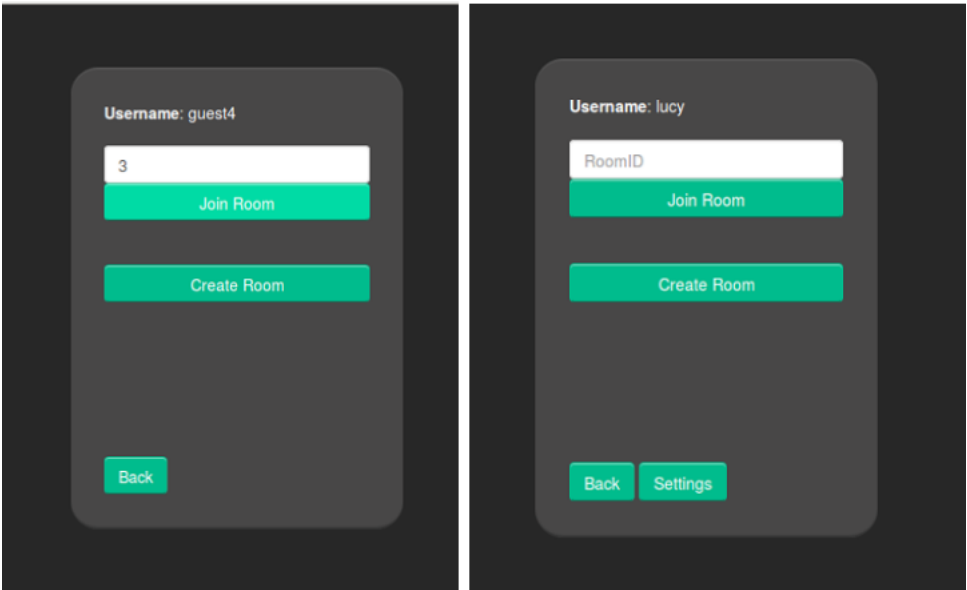 Username: guest4
3
Join Room
Create Room
Back
Username: lucy
RoomID
Join Room
Create Room
Back Settings